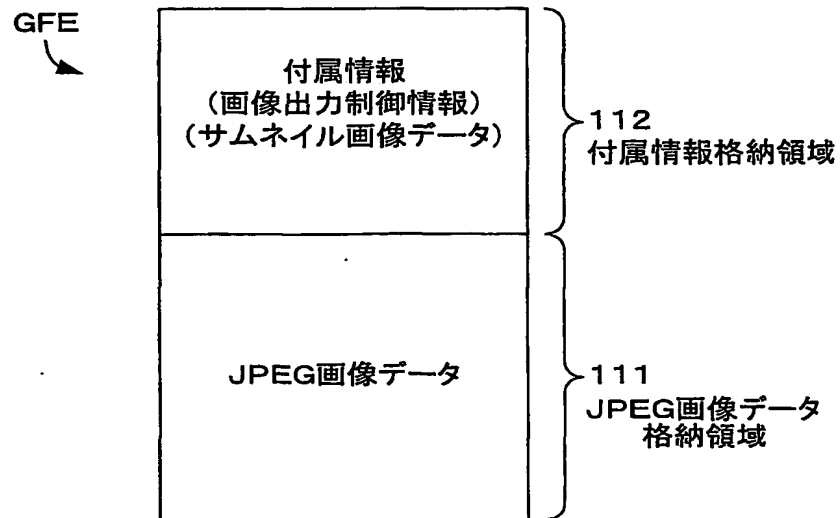 GFE
付属情報
(画像出力制御情報)
(サムネイル画像データ)
112
付属情報格納領域
JPEG画像データ
111
JPEG画像データ
格納領域